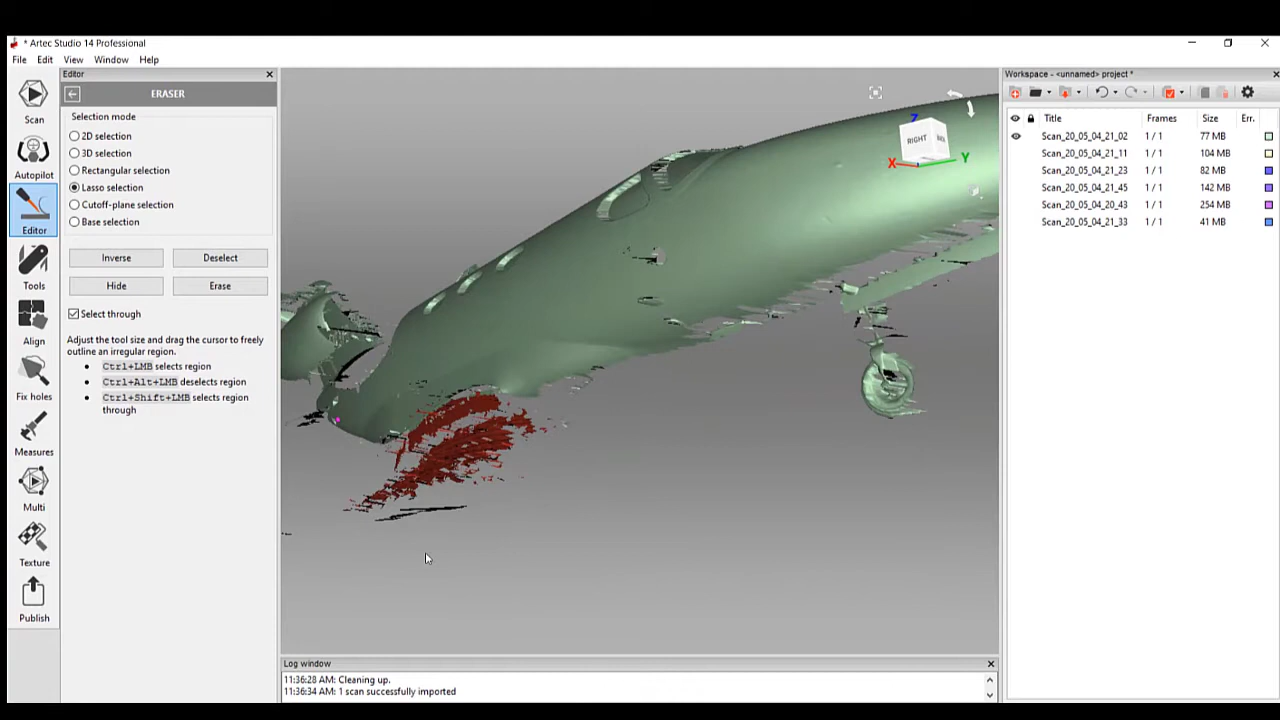 * Artec Studio 14 Professional
File Edit View Window Help
Scan
Autopilot
Editor
Tools
Align
Fix holes
Measures
Multi
Texture
Publish
Editor
ERASER
Selection mode
2D selection
3D selection
Rectangular selection
Lasso selection
Cutoff-plane selection
Base selection
Inverse Deselect
Hide Erase
Select through
Adjust the tool size and drag the cursor to freely
outline an irregular region.
Ctrl+LMB selects region
Ctrl+Alt+LMB deselects region
Ctrl+Shift+LMB selects region
through
Z
RIGHT
X
Y
Log window
11:36:28 AM: Cleaning up.
11:36:34 AM: 1 scan successfully imported
Workspace - <unnamed> project *
Title Frames Size Err.
Scan_20_05_04_21_02 1 / 1 77 MB
Scan_20_05_04_21_11 1 / 1 104 MB
Scan_20_05_04_21_23 1 / 1 82 MB
Scan_20_05_04_21_45 1 / 1 142 MB
Scan_20_05_04_20_43 1 / 1 254 MB
Scan_20_05_04_21_33 1 / 1 41 MB